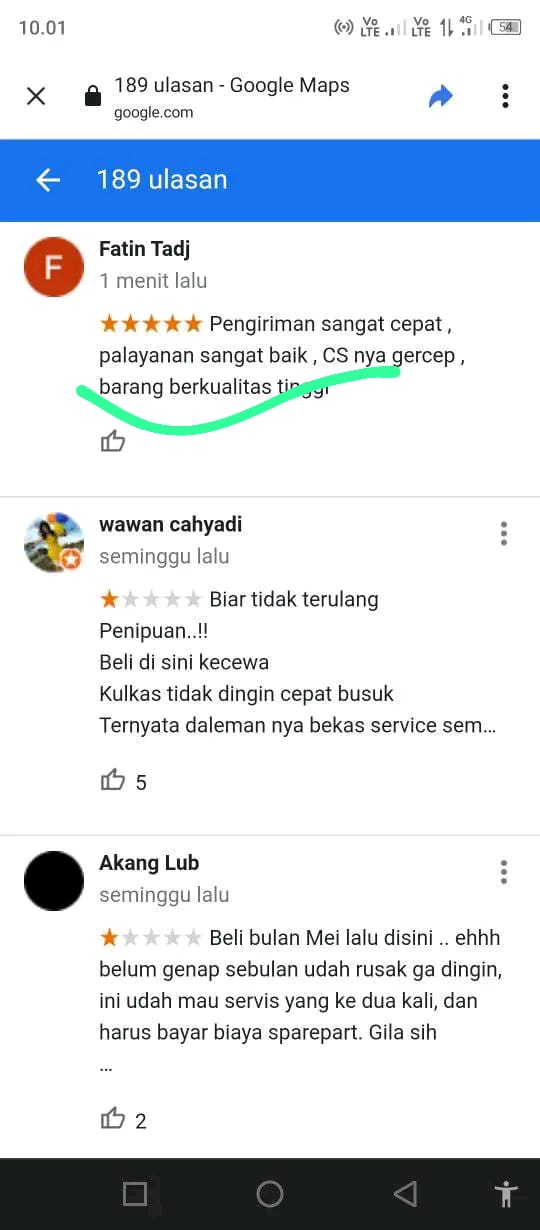 10.01
Vo LTE Vo LTE 4G 54
189 ulasan - Google Maps
google.com
189 ulasan
F
Fatin Tadj
1 menit lalu
Pengiriman sangat cepat ,
palayanan sangat baik , CS nya gercep ,
barang berkualitas tinggi
wawan cahyadi
seminggu lalu
Biar tidak terulang
Penipuan..!!
Beli di sini kecewa
Kulkas tidak dingin cepat busuk
Ternyata daleman nya bekas service sem...
5
Akang Lub
seminggu lalu
Beli bulan Mei lalu disini .. ehhh
belum genap sebulan udah rusak ga dingin,
ini udah mau servis yang ke dua kali, dan
harus bayar biaya sparepart. Gila sih
...
2